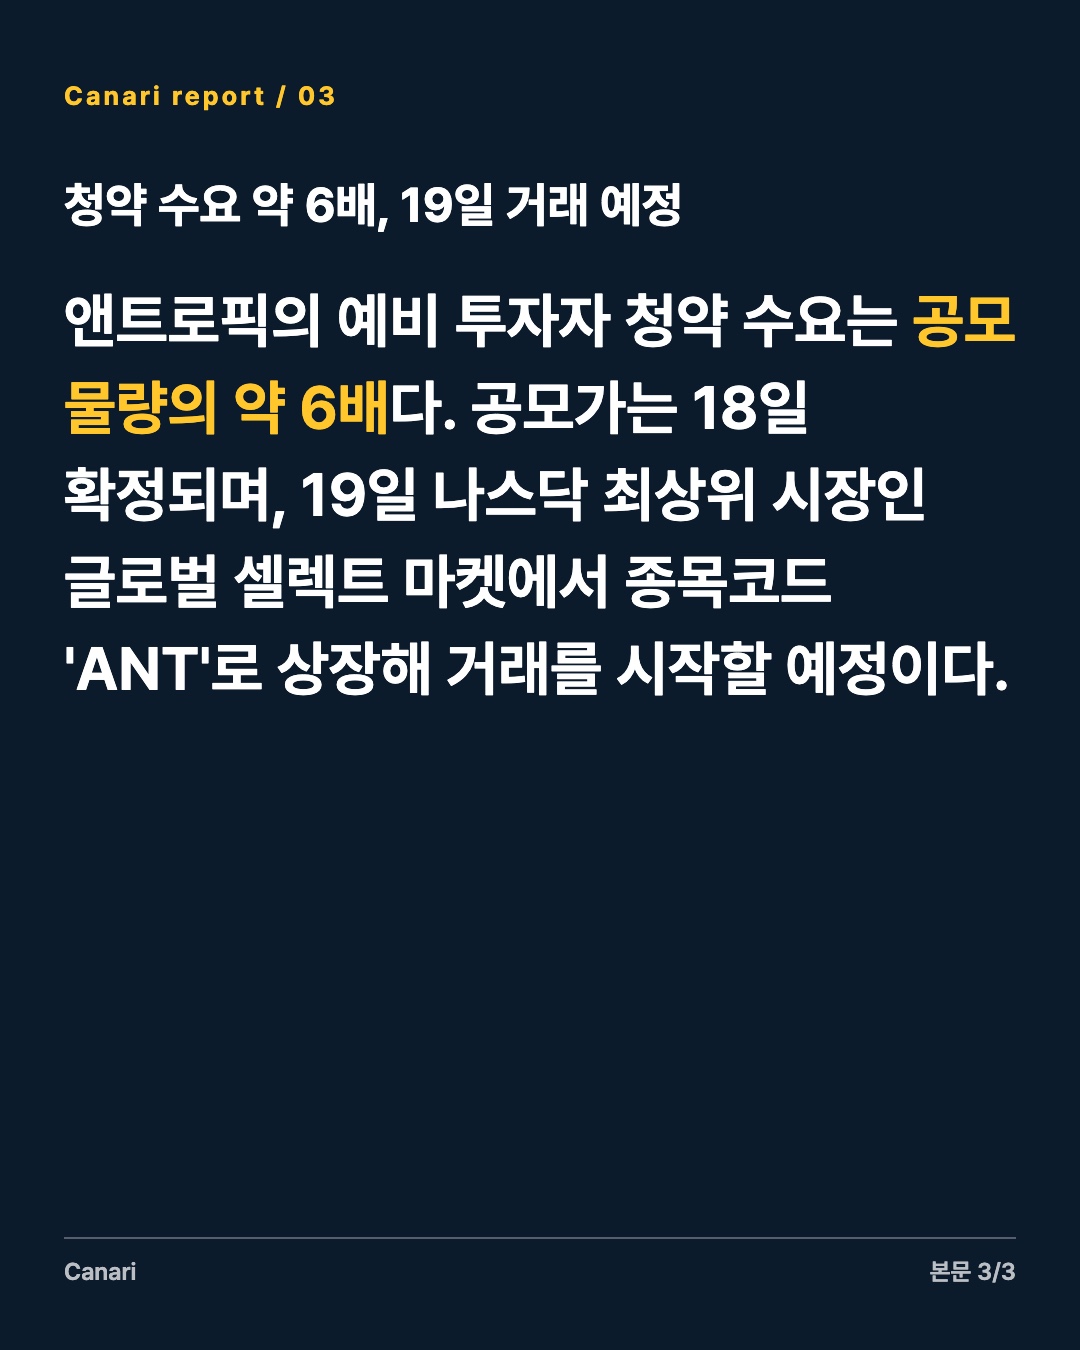 Canari report / 03
청약 수요 약 6배, 19일 거래 예정
앤트로픽의 예비 투자자 청약 수요는 공모
물량의 약 6배다. 공모가는 18일
확정되며, 19일 나스닥 최상위 시장인
글로벌 셀렉트 마켓에서 종목코드
'ANT'로 상장해 거래를 시작할 예정이다.
Canari
본문 3/3